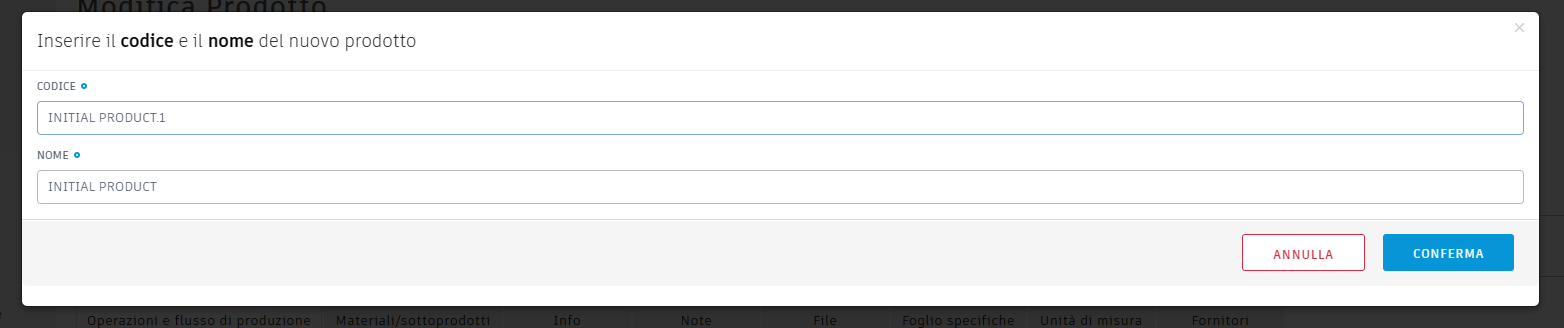 Modifica Prodotto
Inserire il codice e il nome del nuovo prodotto
×
CODICE
INITIAL PRODUCT.1
NOME
INITIAL PRODUCT
ANNULLA
CONFERMA
Operazioni e flusso di produzione Materiali/sottoprodotti Info Note File Foglio specifiche Unità di misura Fornitori